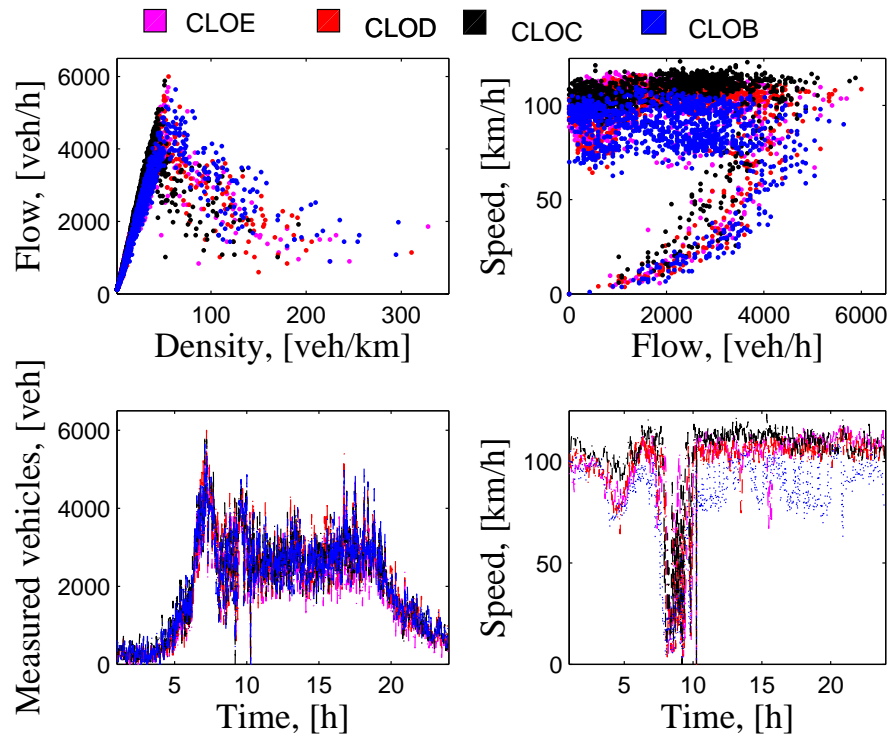 CLOE CLOD CLOC CLOB
6000
4000
2000
0
100 200 300
Flow, [veh/h]
Density, [veh/km]
100
50
0
0 2000 4000 6000
Speed, [km/h]
Flow, [veh/h]
6000
4000
2000
0
5 10 15 20
Measured vehicles, [veh]
Time, [h]
100
50
0
5 10 15 20
Speed, [km/h]
Time, [h]